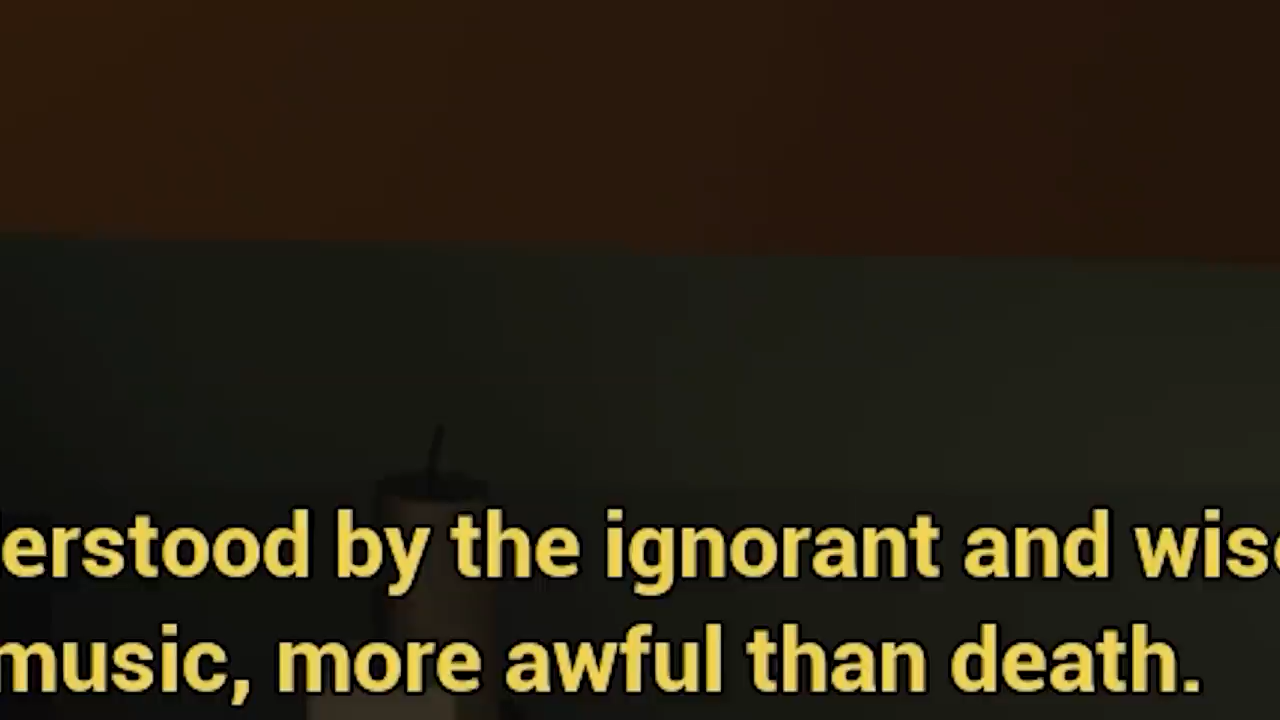 erstood by the ignorant and wis
music, more awful than death.